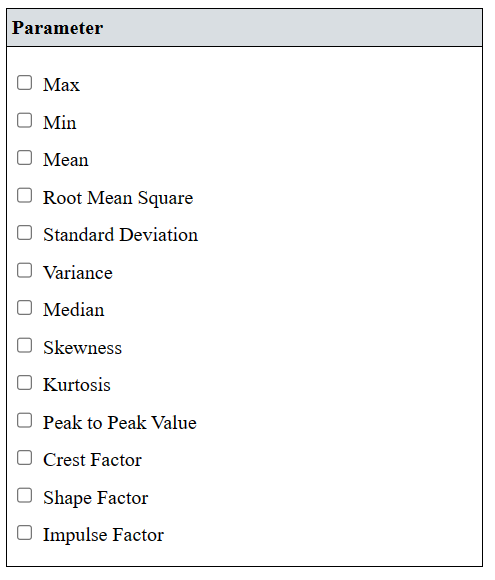 Parameter
Max
Min
Mean
Root Mean Square
Standard Deviation
Variance
Median
Skewness
Kurtosis
Peak to Peak Value
Crest Factor
Shape Factor
Impulse Factor